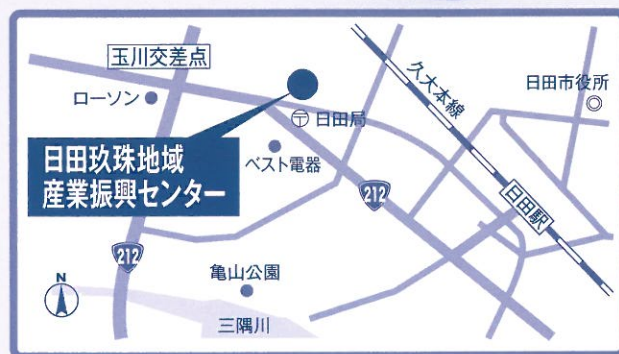 玉川交差点
ローソン
久大本線
日田市役所
〒日田局
ベスト電器
日田玖珠地域
産業振興センター
212
日田駅
212
N
亀山公園
三隅川